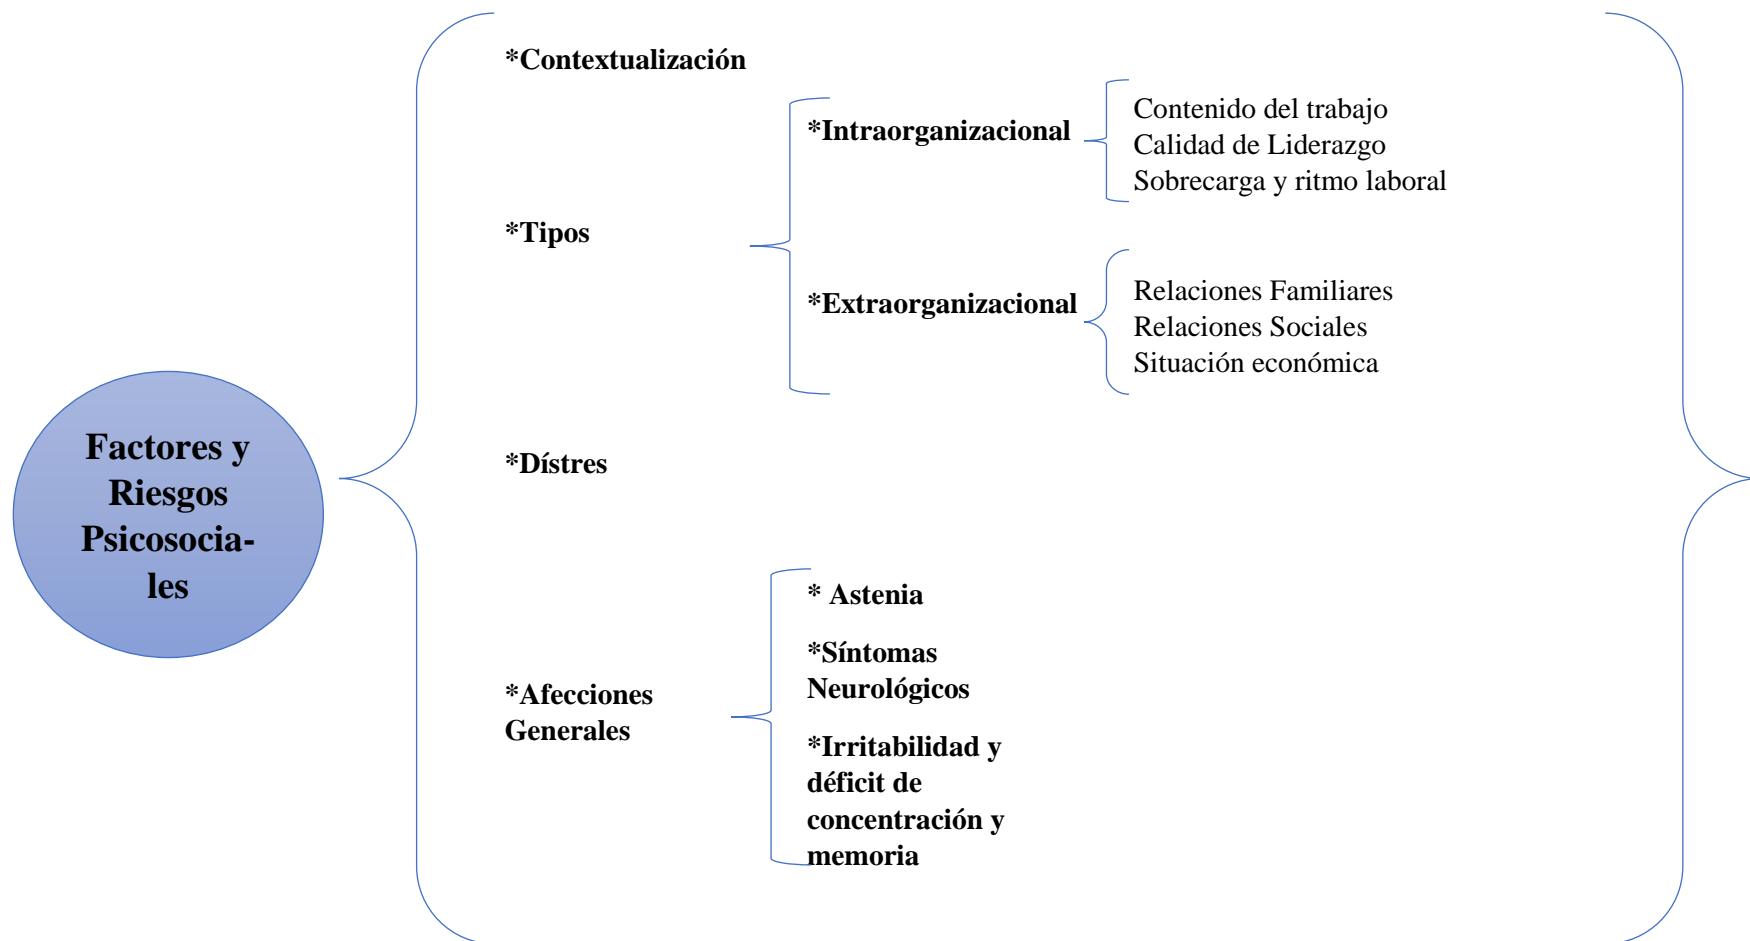 Factores y
Riesgos
Psicosocia-
les
*Contextualización
*Tipos
*Intraorganizacional
Contenido del trabajo
Calidad de Liderazgo
Sobrecarga y ritmo laboral
*Extraorganizacional
Relaciones Familiares
Relaciones Sociales
Situación económica
*Dístres
*Afecciones
Generales
* Astenia
*Síntomas
Neurológicos
*Irritabilidad y
déficit de
concentración y
memoria